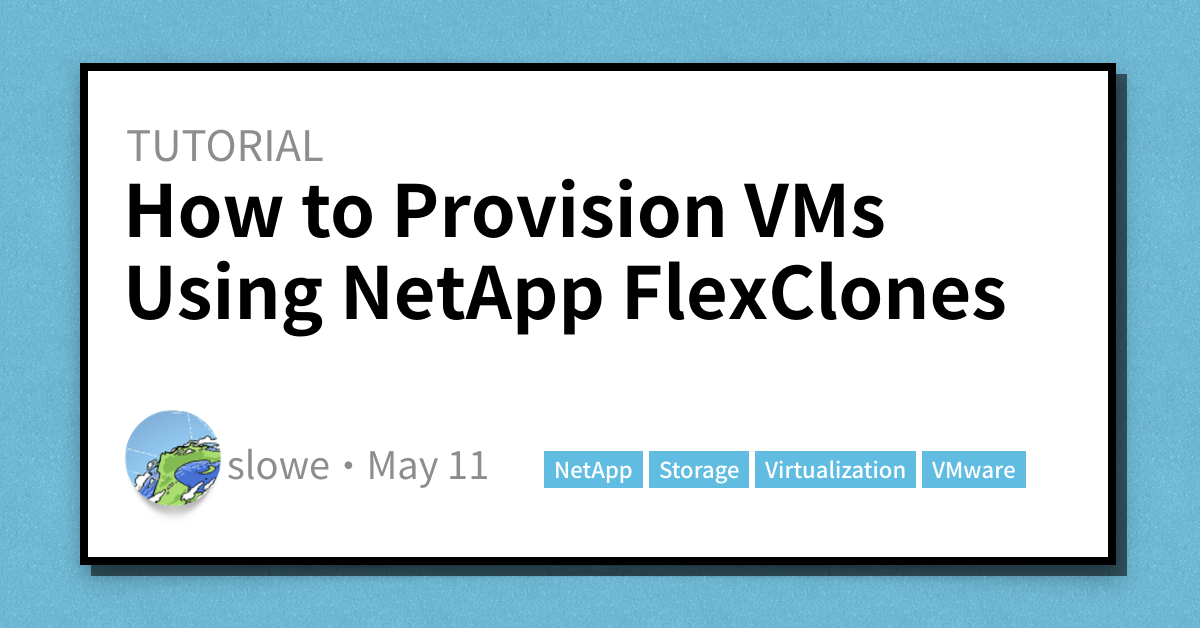 TUTORIAL
How to Provision VMs
Using NetApp FlexClones
slowe • May 11
NetApp Storage Virtualization VMware